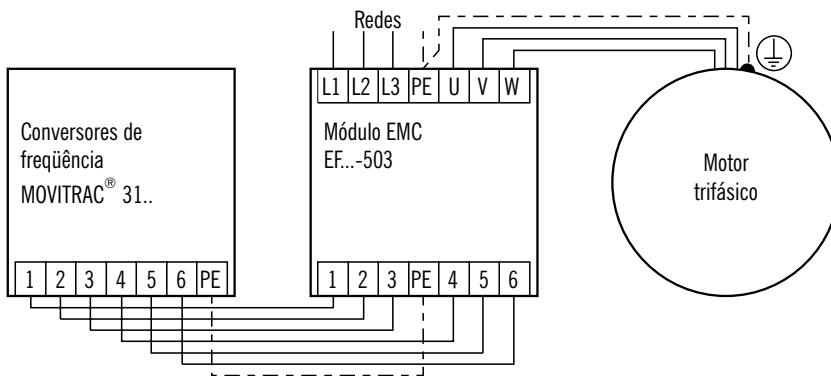 Redes
L1 L2 L3 PE U V W
Conversores de
freqüência
MOVITRAC® 31..
Módulo EMC
EF...-503
Motor
trifásico
1 2 3 4 5 6 PE
1 2 3 PE 4 5 6